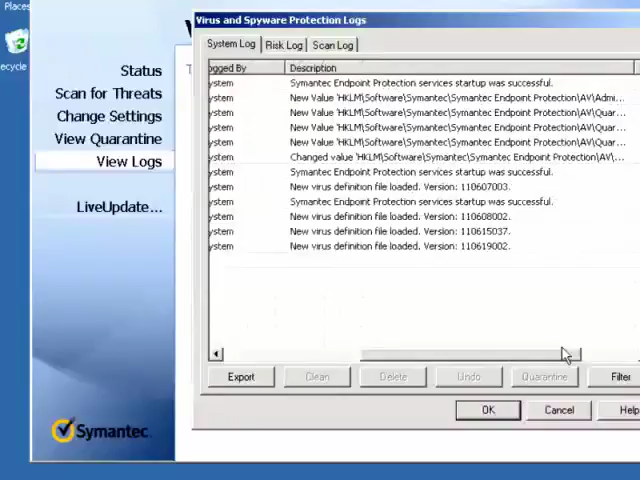 Places
Virus and Spyware Protection Logs
System Log
Risk Log
Scan Log
ecycle
Status
Scan for Threats
Change Settings
View Quarantine
View Logs
LiveUpdate...
ogged By Description
ystem Symantec Endpoint Protection services startup was successful.
ystem New Value 'HKLM\Software\Symantec\Symantec Endpoint Protection\AV\Admi...
ystem New Value 'HKLM\Software\Symantec\Symantec Endpoint Protection\AV\Quar...
ystem New Value 'HKLM\Software\Symantec\Symantec Endpoint Protection\AV\Quar...
ystem New Value 'HKLM\Software\Symantec\Symantec Endpoint Protection\AV\Quar...
ystem Changed value 'HKLM\Software\Symantec\Symantec Endpoint Protection\AV\...
ystem Symantec Endpoint Protection services startup was successful.
ystem New virus definition file loaded. Version: 110607003.
ystem Symantec Endpoint Protection services startup was successful.
ystem New virus definition file loaded. Version: 110608002.
ystem New virus definition file loaded. Version: 110615037.
ystem New virus definition file loaded. Version: 110619002.
Export Clean Delete Undo Quarantine Filter
OK Cancel Help
Symantec.